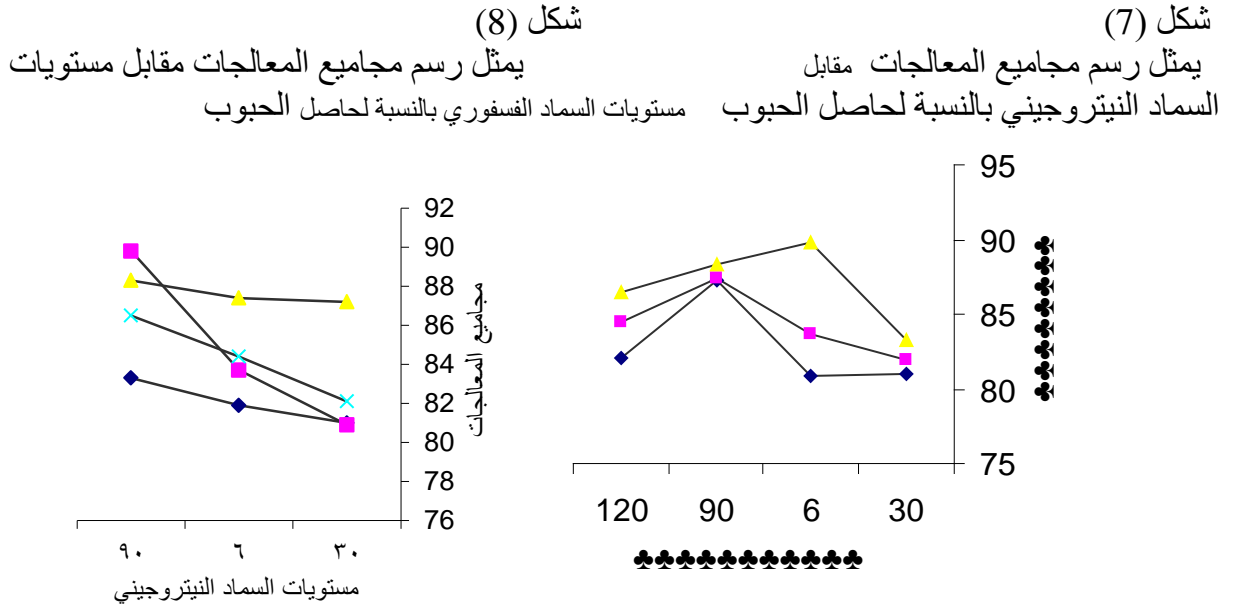 شكل (7)
يمثل رسم مجاميع المعالجات مقابل
السماد النيتروجيني بالنسبة لحاصل الحبوب
95
90
85
80
75
120 90 6 30
♣♣♣♣♣♣♣♣
♣♣♣♣♣♣♣♣♣♣♣
شكل (8)
يمثل رسم مجاميع المعالجات مقابل مستويات
مستويات السماد الفسفوري بالنسبة لحاصل الحبوب
92
90
88
86
84
82
80
78
76
مجاميع المعالجات
٩٠ ٦ ٣٠
مستويات السماد النيتروجيني